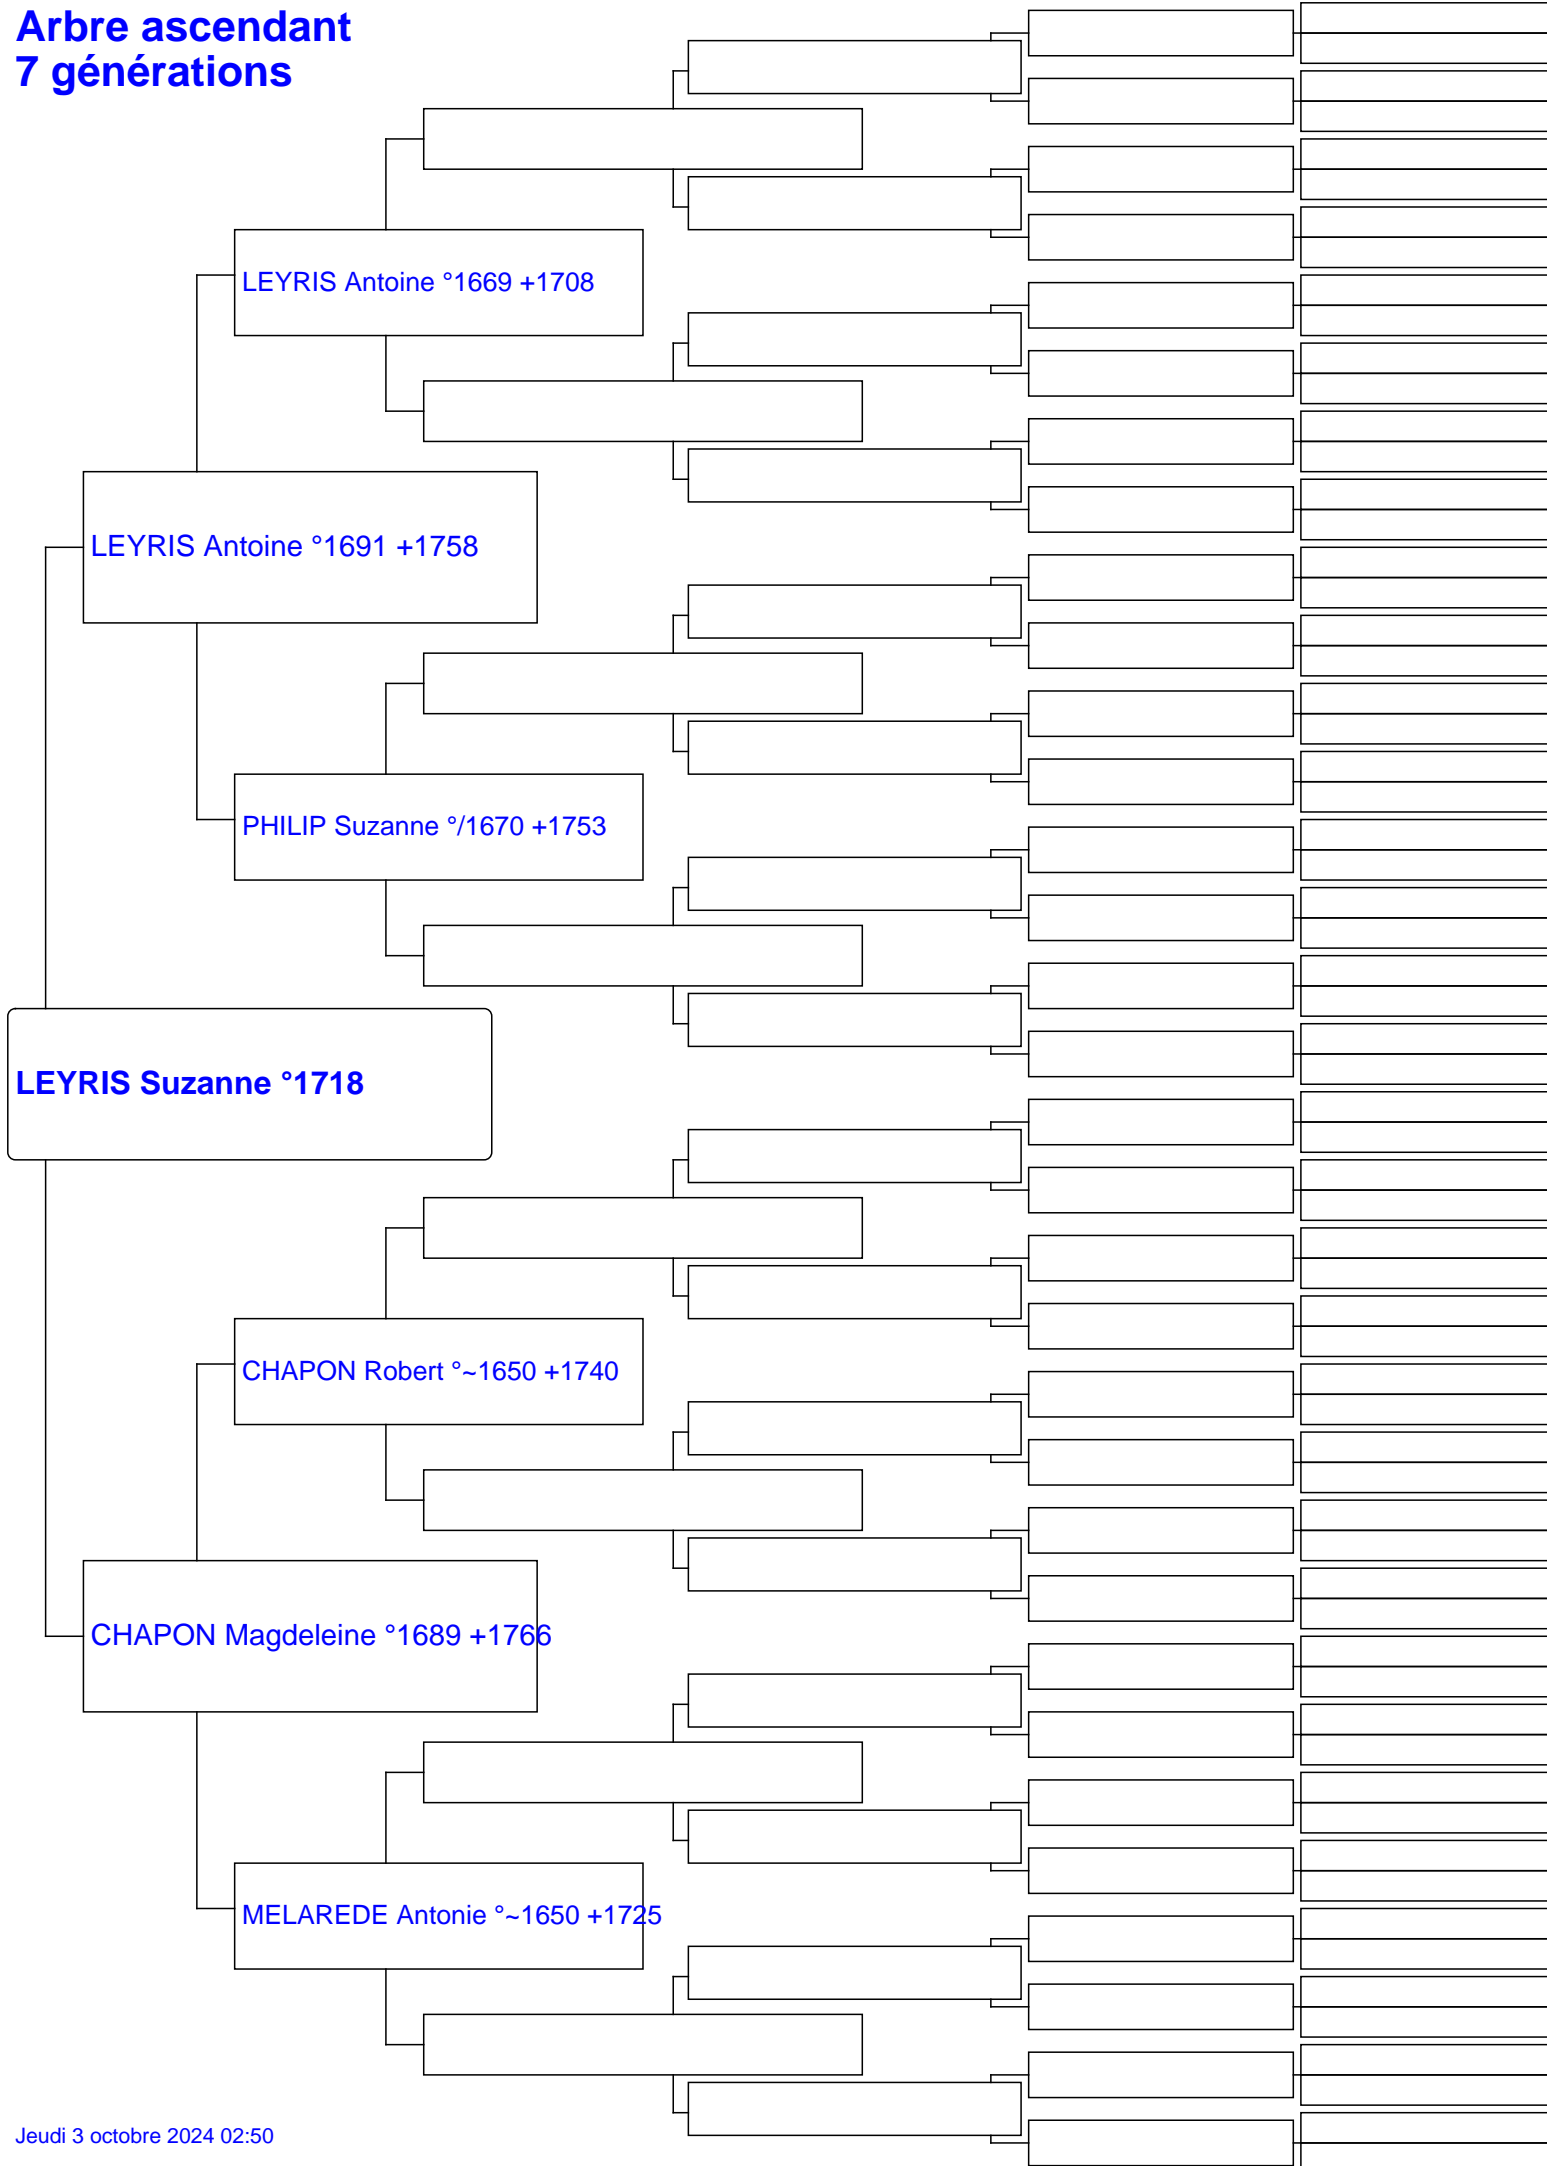 Arbre ascendant
7 générations
LEYRIS Antoine °1669 +1708
LEYRIS Antoine °1691 +1758
PHILIP Suzanne °/1670 +1753
LEYRIS Suzanne °1718
CHAPON Robert °~1650 +1740
CHAPON Magdeleine °1689 +1766
MELAREDE Antonie °~1650 +1725
Jeudi 3 octobre 2024 02:50